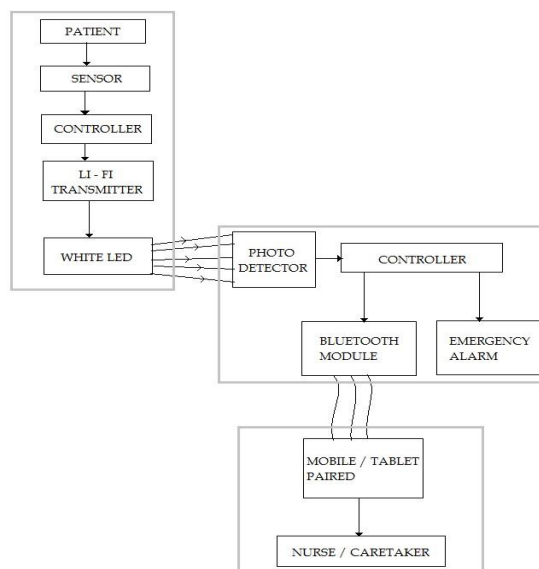 PATIENT
SENSOR
CONTROLLER
LI - FI
TRANSMITTER
WHITE LED
PHOTO
DETECTOR
CONTROLLER
BLUETOOTH
MODULE
EMERGENCY
ALARM
MOBILE / TABLET
PAIRED
NURSE / CARETAKER